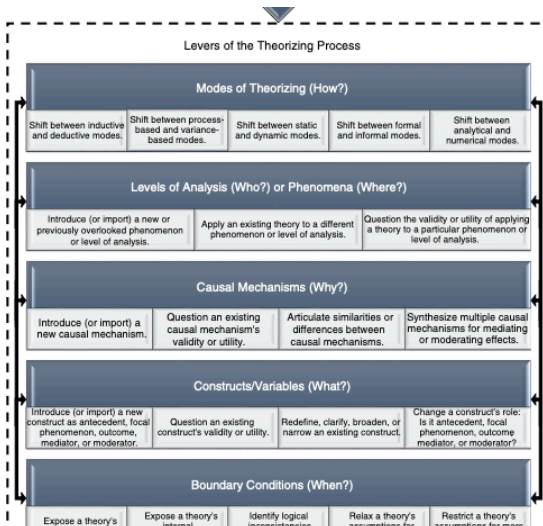 Levers of the Theorizing Process
Modes of Theorizing (How?)
Shift between inductive
and deductive modes.
Shift between process-
based and variance-
based modes.
Shift between static
and dynamic modes.
Shift between formal
and informal modes.
Shift between
analytical and
numerical modes.
Levels of Analysis (Who?) or Phenomena (Where?)
Introduce (or import) a new or
previously overlooked phenomenon
or level of analysis.
Apply an existing theory to a different
phenomenon or level of analysis.
Question the validity or utility of applying
a theory to a particular phenomenon or
level of analysis.
Causal Mechanisms (Why?)
Introduce (or import) a
new causal mechanism.
Question an existing
causal mechanism's
validity or utility.
Articulate similarities or
differences between
causal mechanisms.
Synthesize multiple causal
mechanisms for mediating
or moderating effects.
Constructs/Variables (What?)
Introduce (or import) a new
construct as antecedent, focal
phenomenon, outcome,
mediator, or moderator.
Question an existing
construct's validity or utility.
Redefine, clarify, broaden, or
narrow an existing construct.
Change a construct's role:
Is it antecedent, focal
phenomenon, outcome
mediator, or moderator?
Boundary Conditions (When?)
Expose a theory's
Expose a theory's
internal
Identify logical
inconsistencies
Relax a theory's
assumptions for
Restrict a theory's
assumptions for more